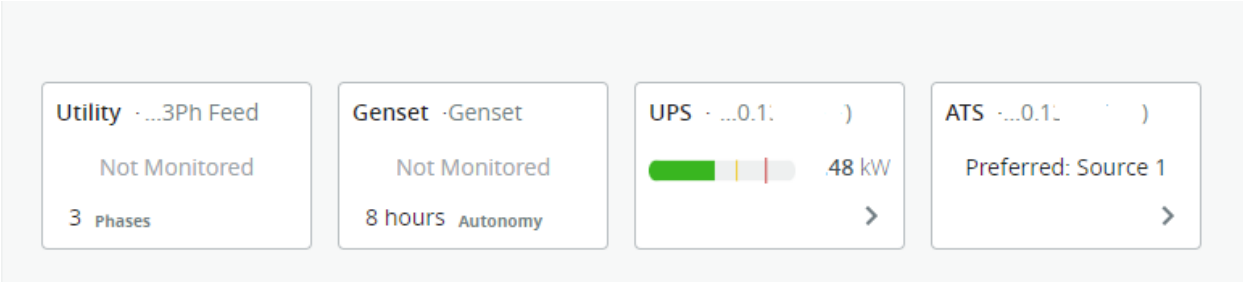 Utility · ...3Ph Feed
Not Monitored
3 Phases
Genset ·Genset
Not Monitored
8 hours Autonomy
UPS · ...0.1 )
.48 kW
ATS ·...0.1 )
Preferred: Source 1